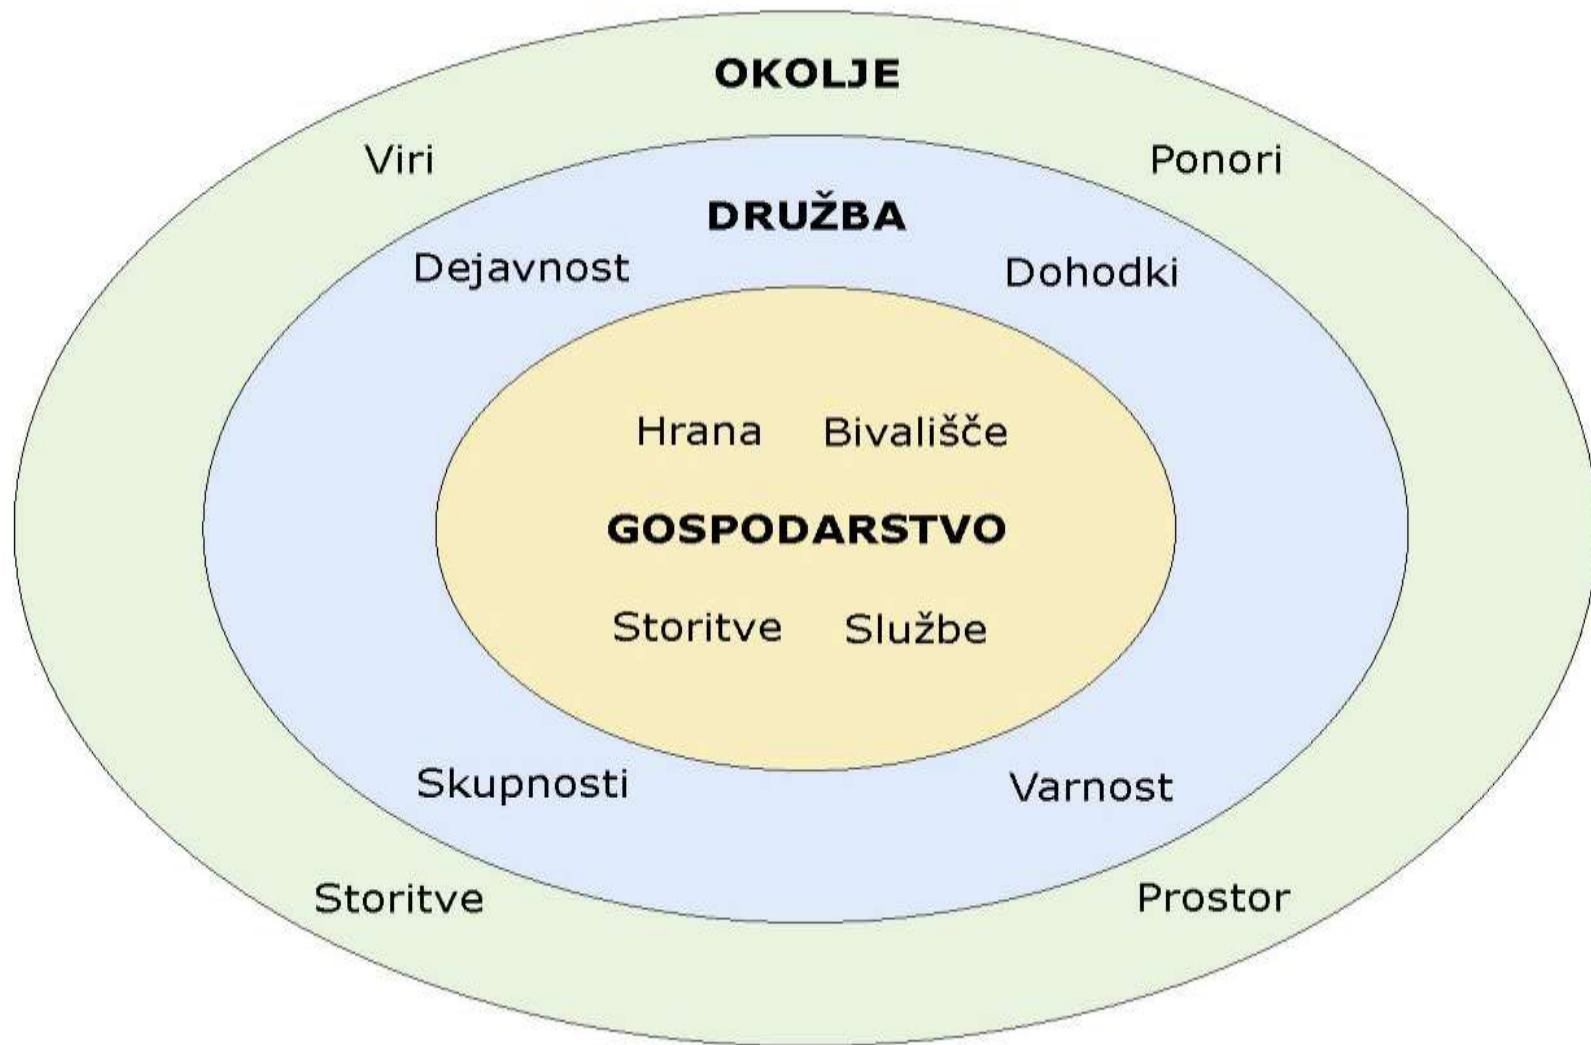 OKOLJE
Viri Ponori
DRUŽBA
Dejavnost Dohodki
Hrana Bivališče
GOSPODARSTVO
Storitve Službe
Skupnosti Varnost
Storitve Prostor